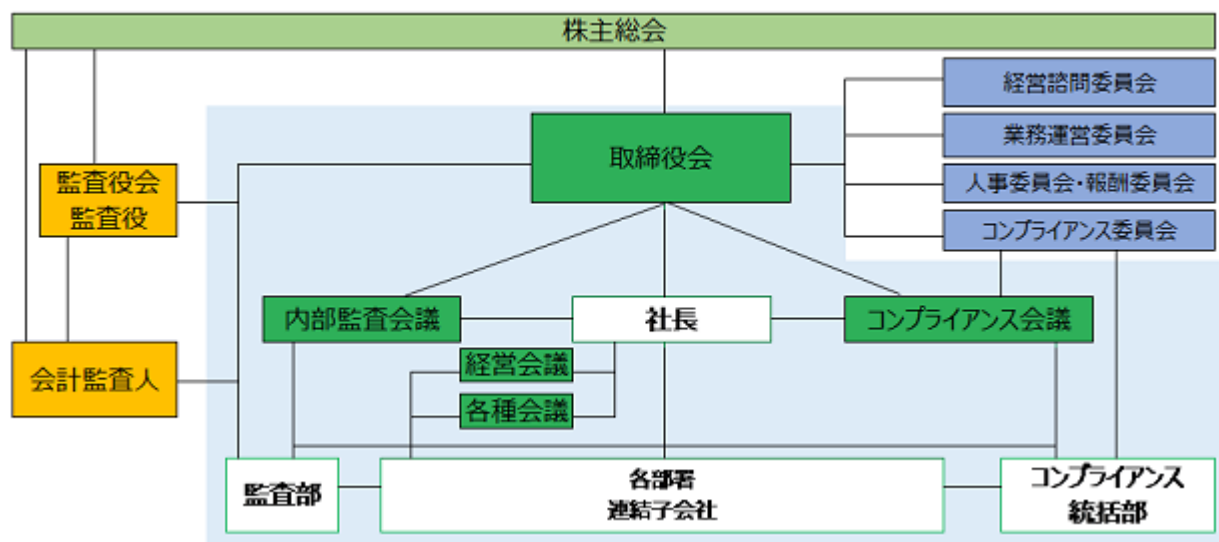 株主総会
経営諮問委員会
業務運営委員会
取締役会
人事委員会・報酬委員会
監査役会
監査役
コンプライアンス委員会
内部監査会議
社長
コンプライアンス会議
経営会議
会計監査人
各種会議
監査部
各部署
連結子会社
コンプライアンス
統括部